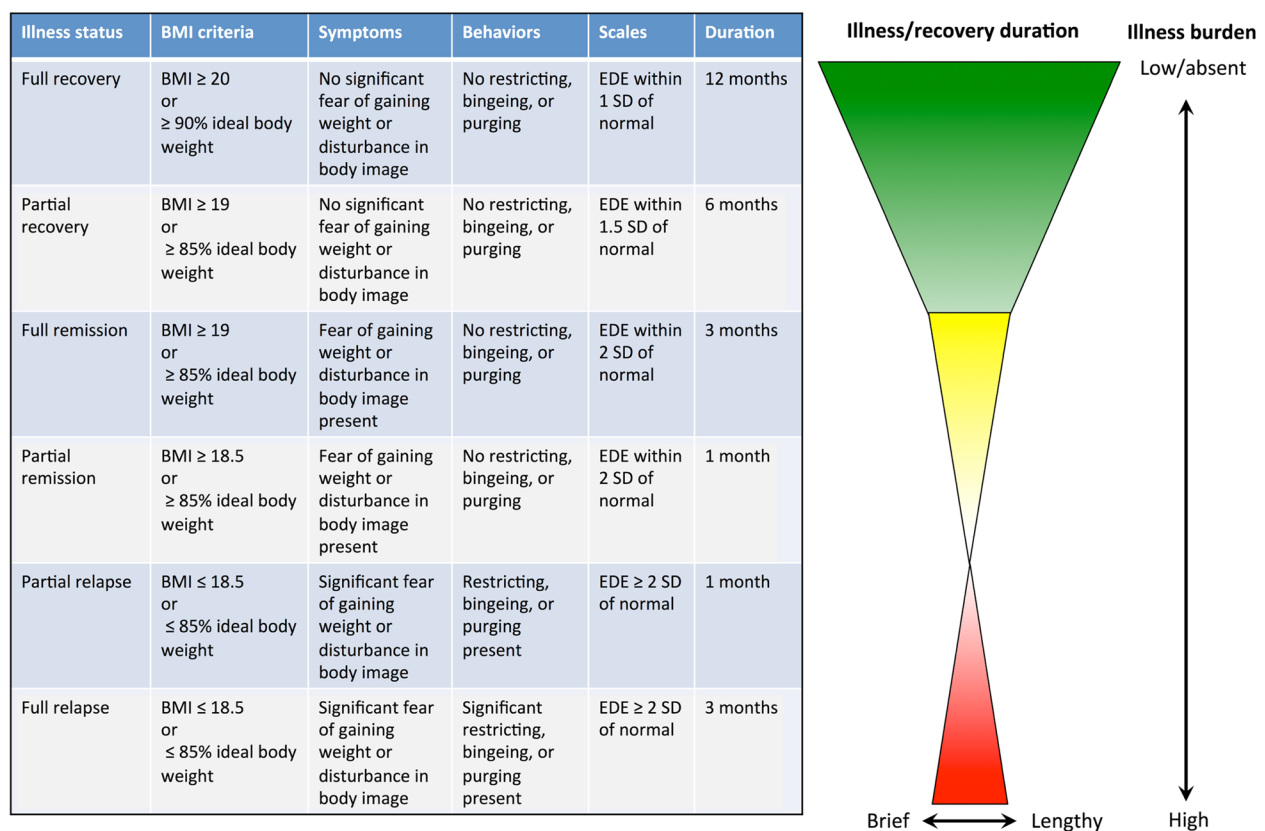 Illness status
BMI criteria
Symptoms
Behaviors
Scales
Duration
Full recovery
BMI ≥ 20
or
≥ 90% ideal body
weight
No significant
fear of gaining
weight or
disturbance in
body image
No restricting,
bingeing, or
purging
EDE within
1 SD of
normal
12 months
Partial
recovery
BMI ≥ 19
or
≥ 85% ideal body
weight
No significant
fear of gaining
weight or
disturbance in
body image
No restricting,
bingeing, or
purging
EDE within
1.5 SD of
normal
6 months
Full remission
BMI ≥ 19
or
≥ 85% ideal body
weight
Fear of gaining
weight or
disturbance in
body image
present
No restricting,
bingeing, or
purging
EDE within
2 SD of
normal
3 months
Partial
remission
BMI ≥ 18.5
or
≥ 85% ideal body
weight
Fear of gaining
weight or
disturbance in
body image
present
No restricting,
bingeing, or
purging
EDE within
2 SD of
normal
1 month
Partial relapse
BMI ≤ 18.5
or
≤ 85% ideal body
weight
Significant fear
of gaining
weight or
disturbance in
body image
Restricting,
bingeing, or
purging
present
EDE ≥ 2 SD
of normal
1 month
Full relapse
BMI ≤ 18.5
or
≤ 85% ideal body
weight
Significant fear
of gaining
weight or
disturbance in
body image
Significant
restricting,
bingeing, or
purging
present
EDE ≥ 2 SD
of normal
3 months
Illness/recovery duration
Illness burden
Low/absent
Brief
Lengthy
High